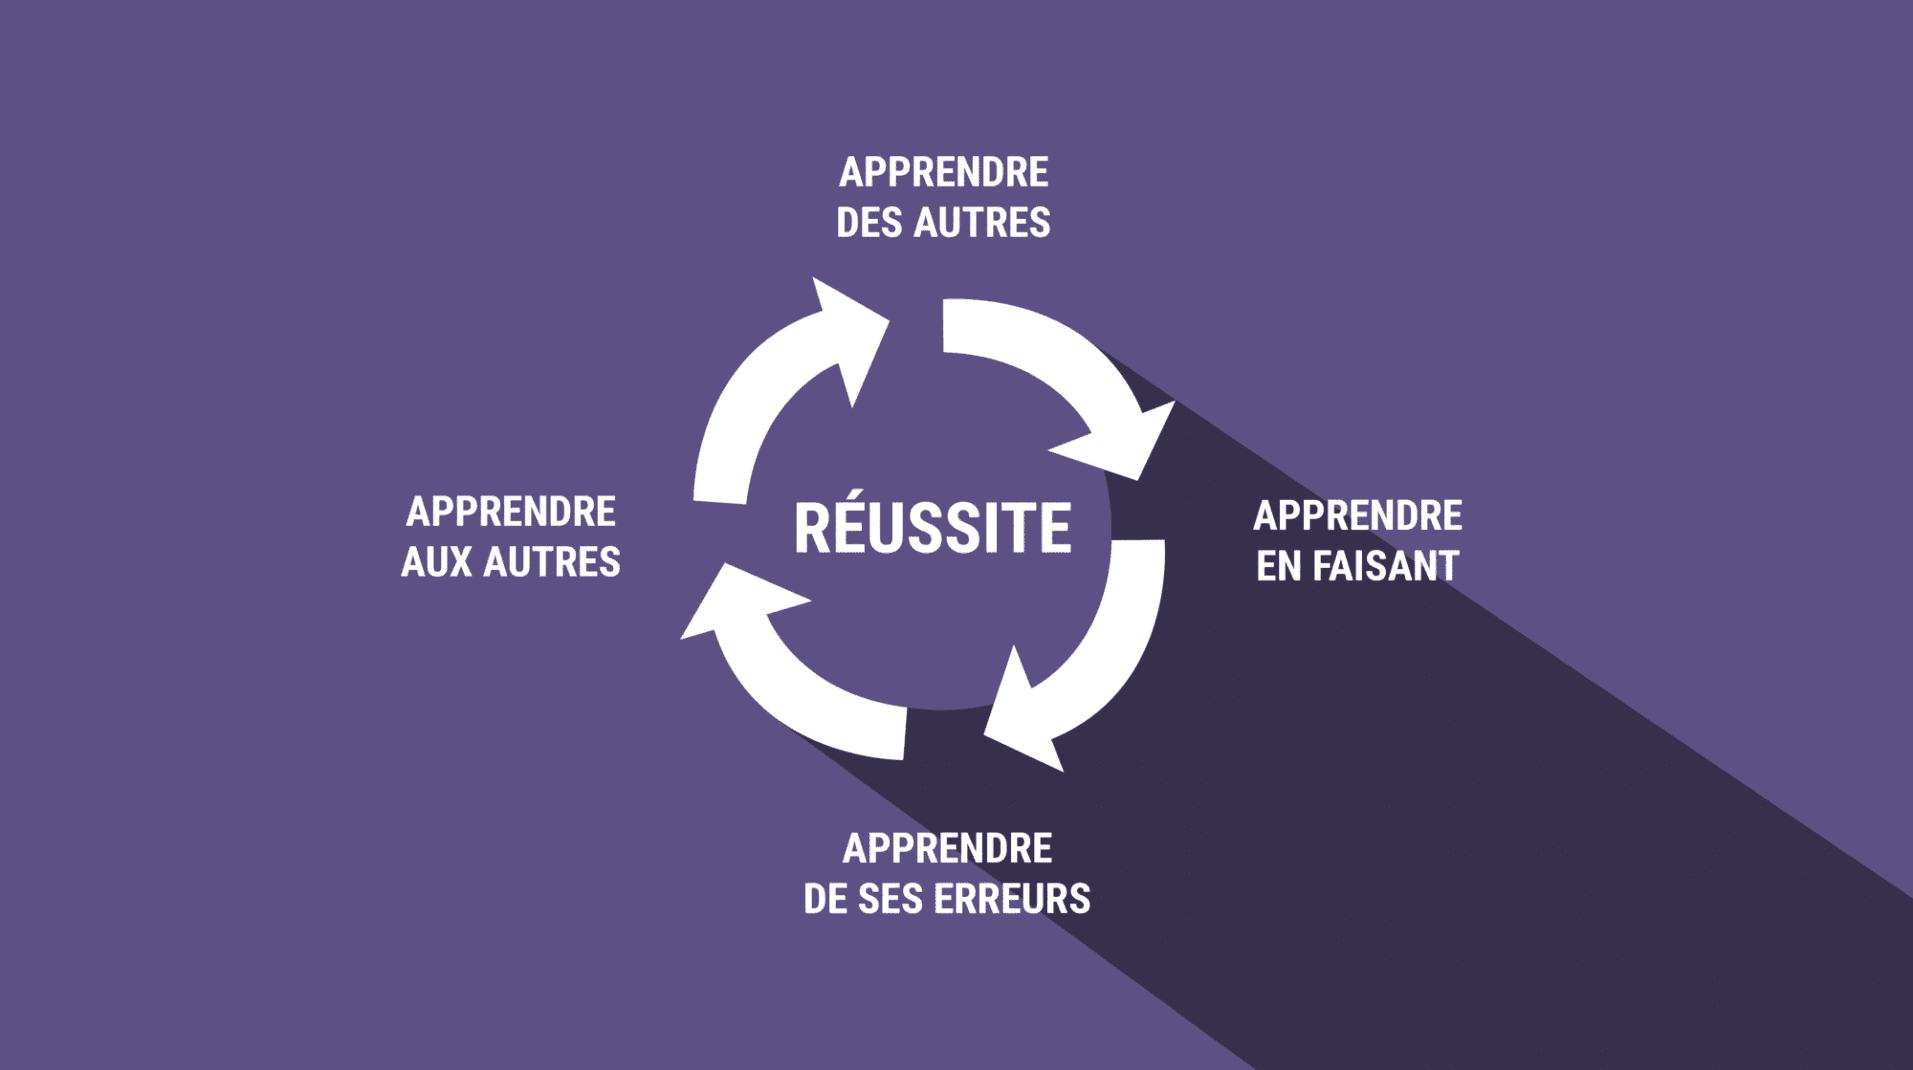 APPRENDRE
DES AUTRES
APPRENDRE
AUX AUTRES
RÉUSSITE
APPRENDRE
EN FAISANT
APPRENDRE
DE SES ERREURS